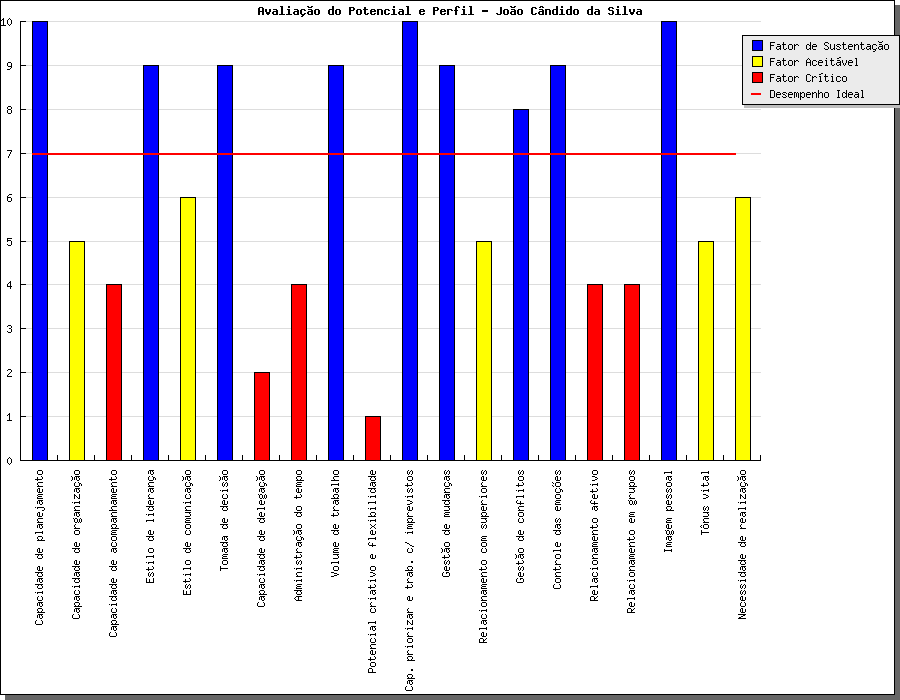 Avaliação do Potencial e Perfil - João Cândido da Silva
Fator de Sustentação
Fator Aceitável
Fator Crítico
Desempenho Ideal
10
9
8
7
6
5
4
3
2
1
0
Capacidade de planejamento
Capacidade de organização
Capacidade de acompanhamento
Estilo de liderança
Estilo de comunicação
Tomada de decisão
Capacidade de delegação
Administração do tempo
Volume de trabalho
Potencial criativo e flexibilidade
Cap. priorizar e trab. c/ imprevistos
Gestão de mudanças
Relacionamento com superiores
Gestão de conflitos
Controle das emoções
Relacionamento afetivo
Relacionamento em grupos
Imagem pessoal
Tônus vital
Necessidade de realização